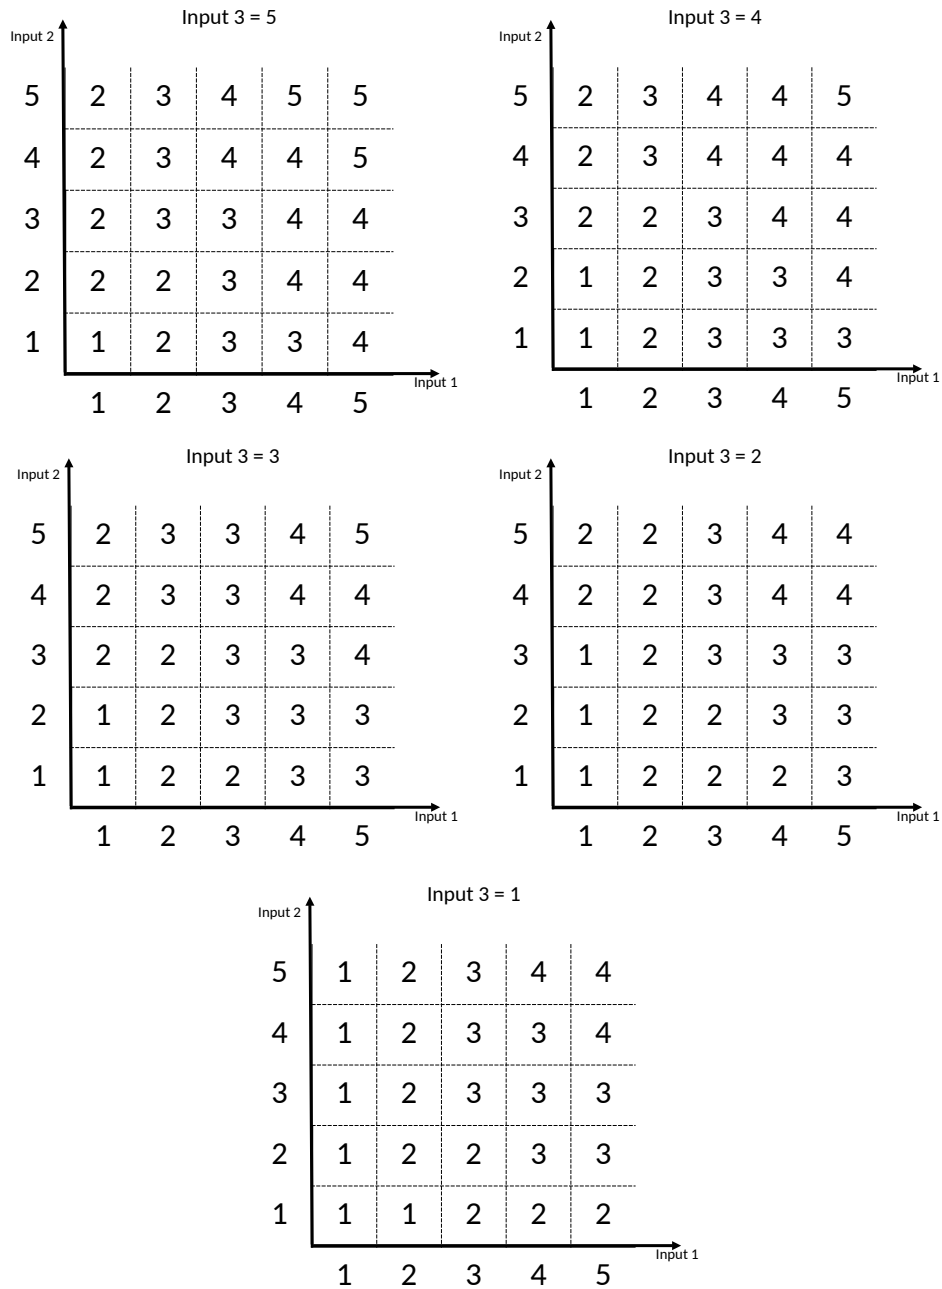 Input 3 = 5
Input 2
5 2 3 4 5 5
4 2 3 4 4 5
3 2 3 3 4 4
2 2 2 3 4 4
1 1 2 3 3 4
Input 1
1 2 3 4 5
Input 3 = 4
Input 2
5 2 3 4 4 5
4 2 3 4 4 4
3 2 2 3 4 4
2 1 2 3 3 4
1 1 2 3 3 3
Input 1
1 2 3 4 5
Input 3 = 3
Input 2
5 2 3 3 4 5
4 2 3 3 4 4
3 2 2 3 3 4
2 1 2 3 3 3
1 1 2 2 3 3
Input 1
1 2 3 4 5
Input 3 = 2
Input 2
5 2 2 3 4 4
4 2 2 3 4 4
3 1 2 3 3 3
2 1 2 2 3 3
1 1 2 2 2 3
Input 1
1 2 3 4 5
Input 3 = 1
Input 2
5 1 2 3 4 4
4 1 2 3 3 4
3 1 2 3 3 3
2 1 2 2 3 3
1 1 1 2 2 2
Input 1
1 2 3 4 5